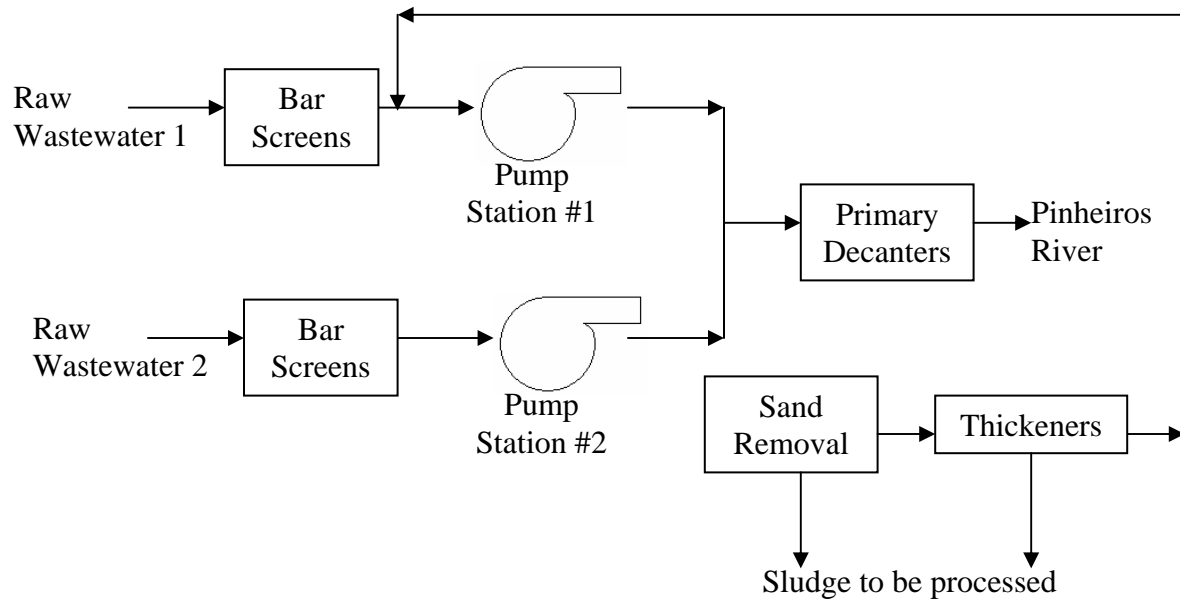 Raw
Wastewater 1
Bar
Screens
Pump
Station #1
Primary
Decanters
Pinheiros
River
Raw
Wastewater 2
Bar
Screens
Pump
Station #2
Sand
Removal
Thickeners
Sludge to be processed